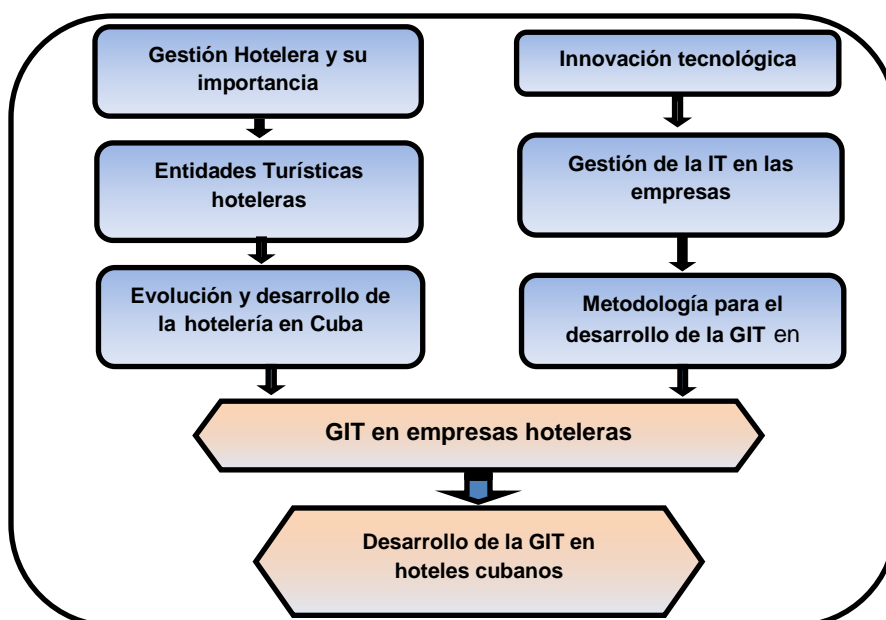 Gestión Hotelera y su
importancia
Entidades Turísticas
hoteleras
Evolución y desarrollo de
la hotelería en Cuba
Innovación tecnológica
Gestión de la IT en las
empresas
Metodología para el
desarrollo de la GIT en
GIT en empresas hoteleras
Desarrollo de la GIT en
hoteles cubanos